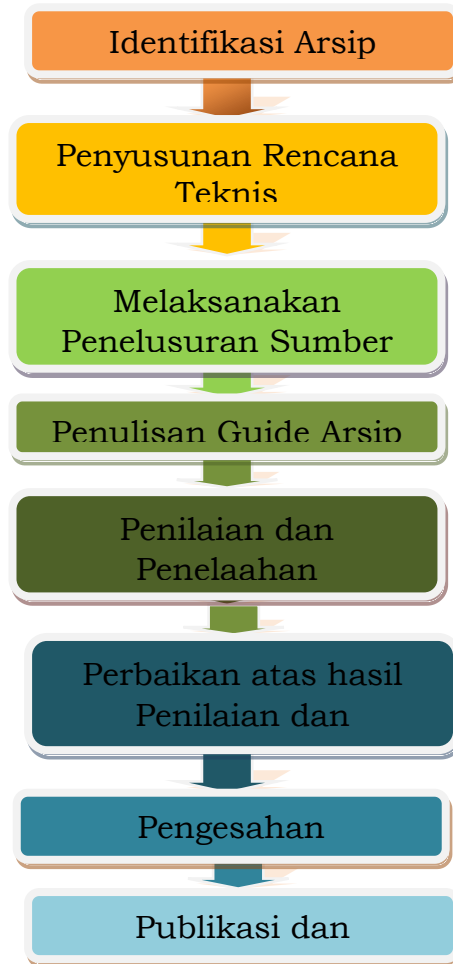 Identifikasi Arsip
Penyusunan Rencana
Teknis
Melaksanakan
Penelusuran Sumber
Penulisan Guide Arsip
Penilaian dan
Penelaahan
Perbaikan atas hasil
Penilaian dan
Pengesahan
Publikasi dan